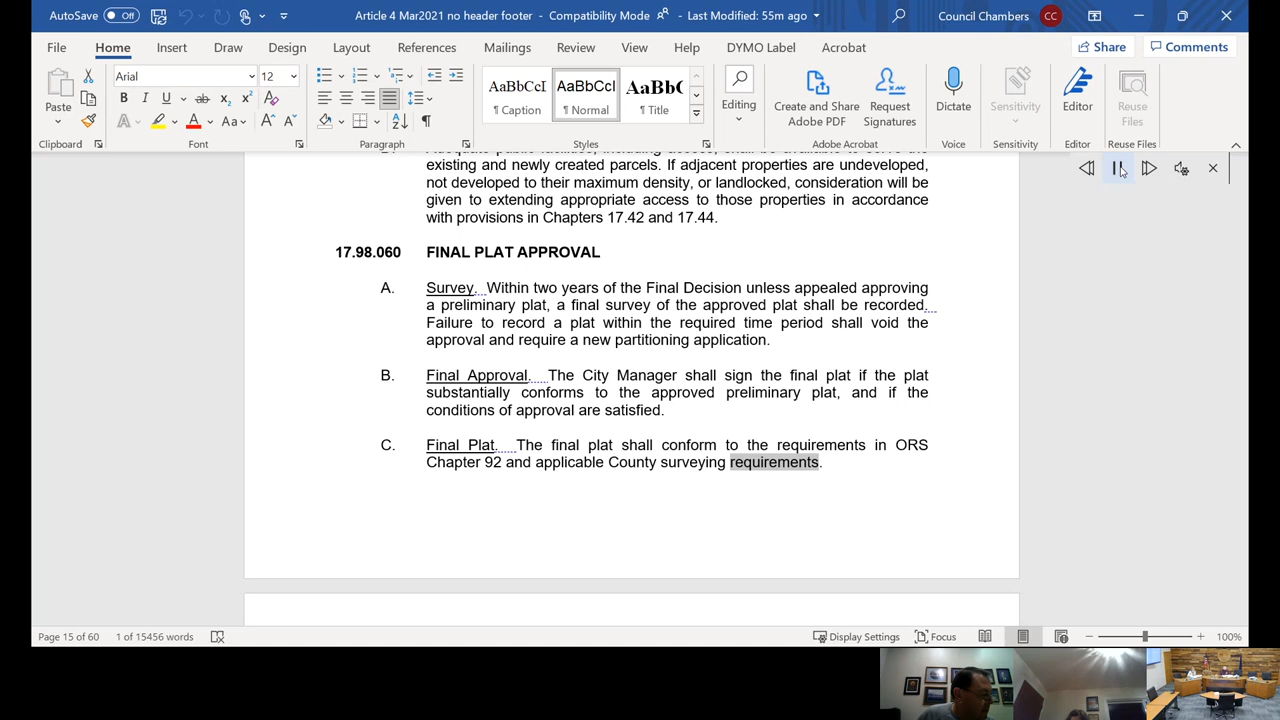 AutoSave Off Article 4 Mar2021 no header footer - Compatibility Mode Last Modified: 55m ago Council Chambers CC
File Home Insert Draw Design Layout References Mailings Review View Help DYMO Label Acrobat Share Comments
Paste Arial 12 AaBbCcI AaBbCcI AaBbC Editing Create and Share Adobe PDF Request Signatures Dictate Sensitivity Editor Reuse Files
¶ Caption ¶ Normal ¶ Title
Clipboard Font Paragraph Styles Adobe Acrobat Voice Sensitivity Editor Reuse Files
existing and newly created parcels. If adjacent properties are undeveloped,
not developed to their maximum density, or landlocked, consideration will be
given to extending appropriate access to those properties in accordance
with provisions in Chapters 17.42 and 17.44.
17.98.060 FINAL PLAT APPROVAL
A. Survey. Within two years of the Final Decision unless appealed approving
a preliminary plat, a final survey of the approved plat shall be recorded.
Failure to record a plat within the required time period shall void the
approval and require a new partitioning application.
B. Final Approval. The City Manager shall sign the final plat if the plat
substantially conforms to the approved preliminary plat, and if the
conditions of approval are satisfied.
C. Final Plat. The final plat shall conform to the requirements in ORS
Chapter 92 and applicable County surveying requirements.
Page 15 of 60 1 of 15456 words Display Settings Focus 100%